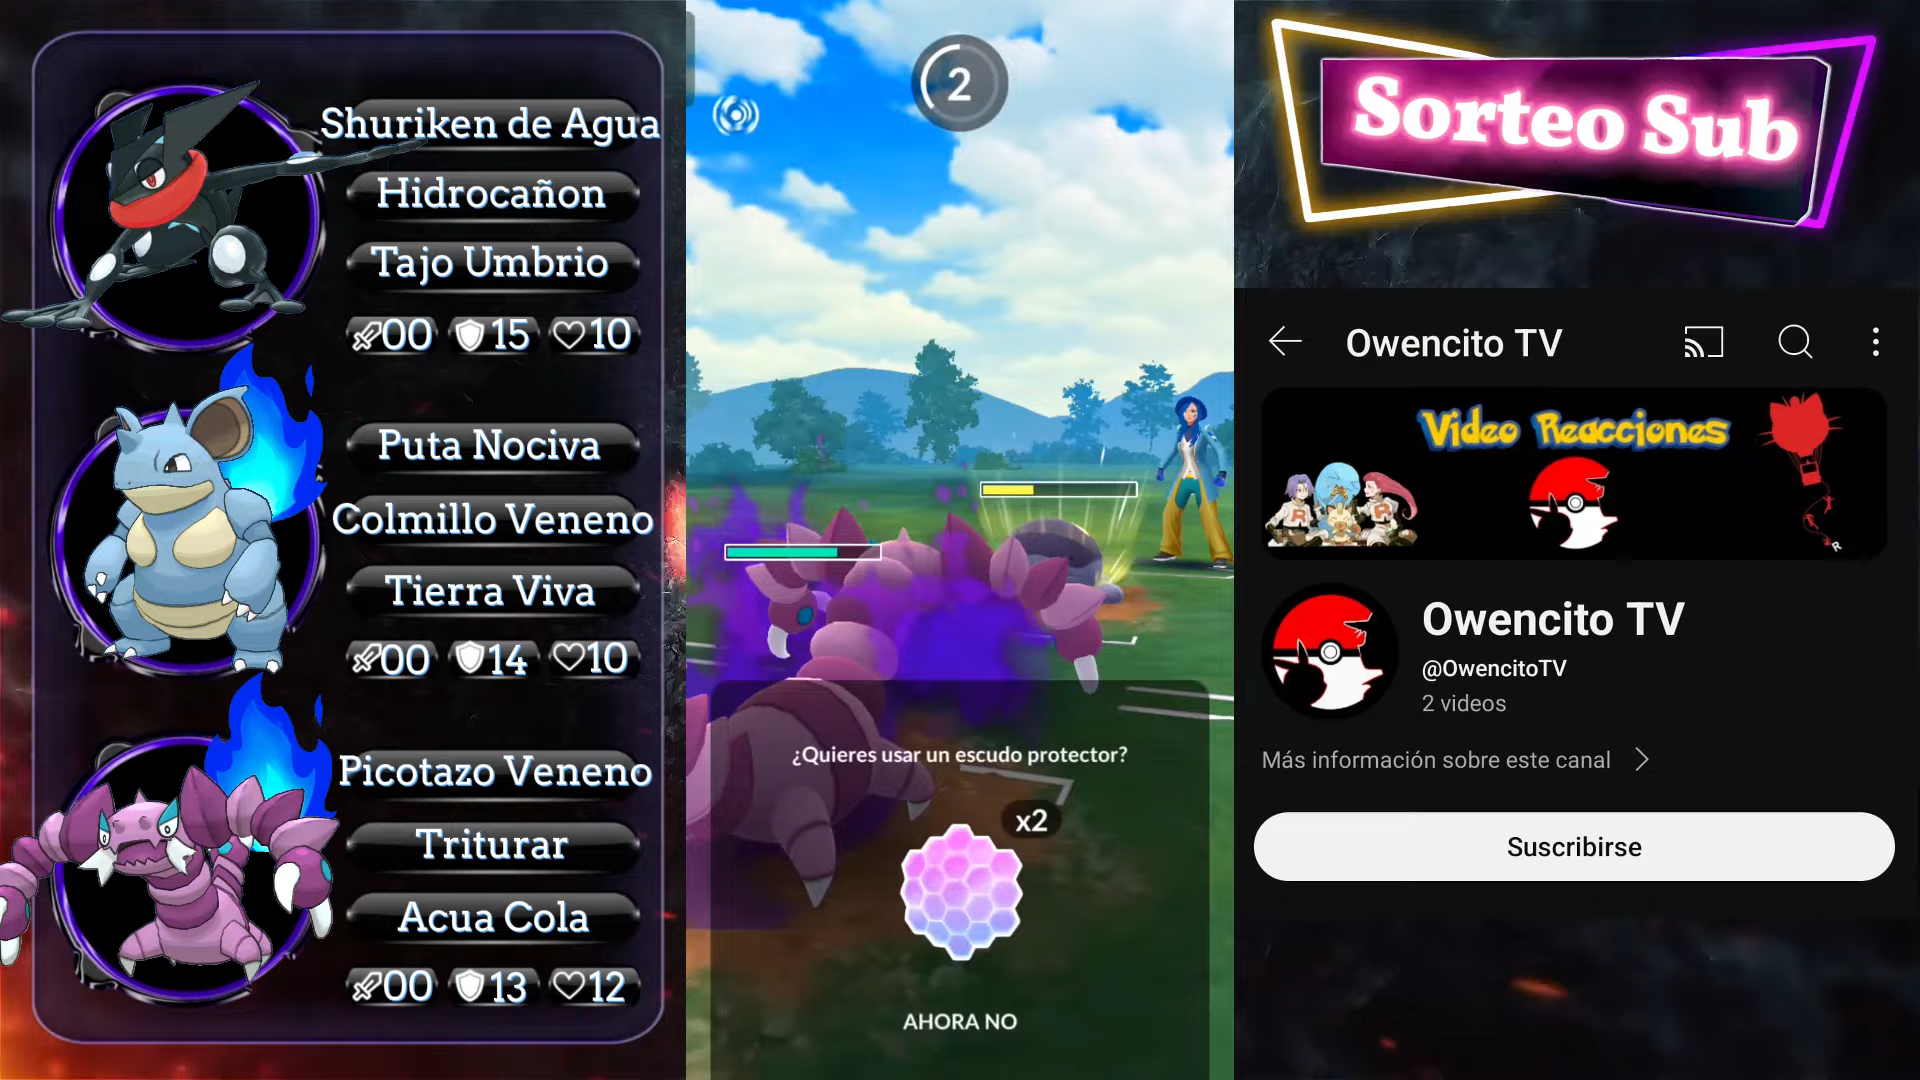 Shuriken de Agua
Hidrocañon
Tajo Umbrio
00 15 10
Puta Nociva
Colmillo Veneno
Tierra Viva
00 14 10
Picotazo Veneno
Triturar
Acua Cola
00 13 12
2
¿Quieres usar un escudo protector?
x2
AHORA NO
Sorteo Sub
Owencito TV
Video Reacciones
R
R
R
Owencito TV
@OwencitoTV
2 videos
Más información sobre este canal
Suscribirse